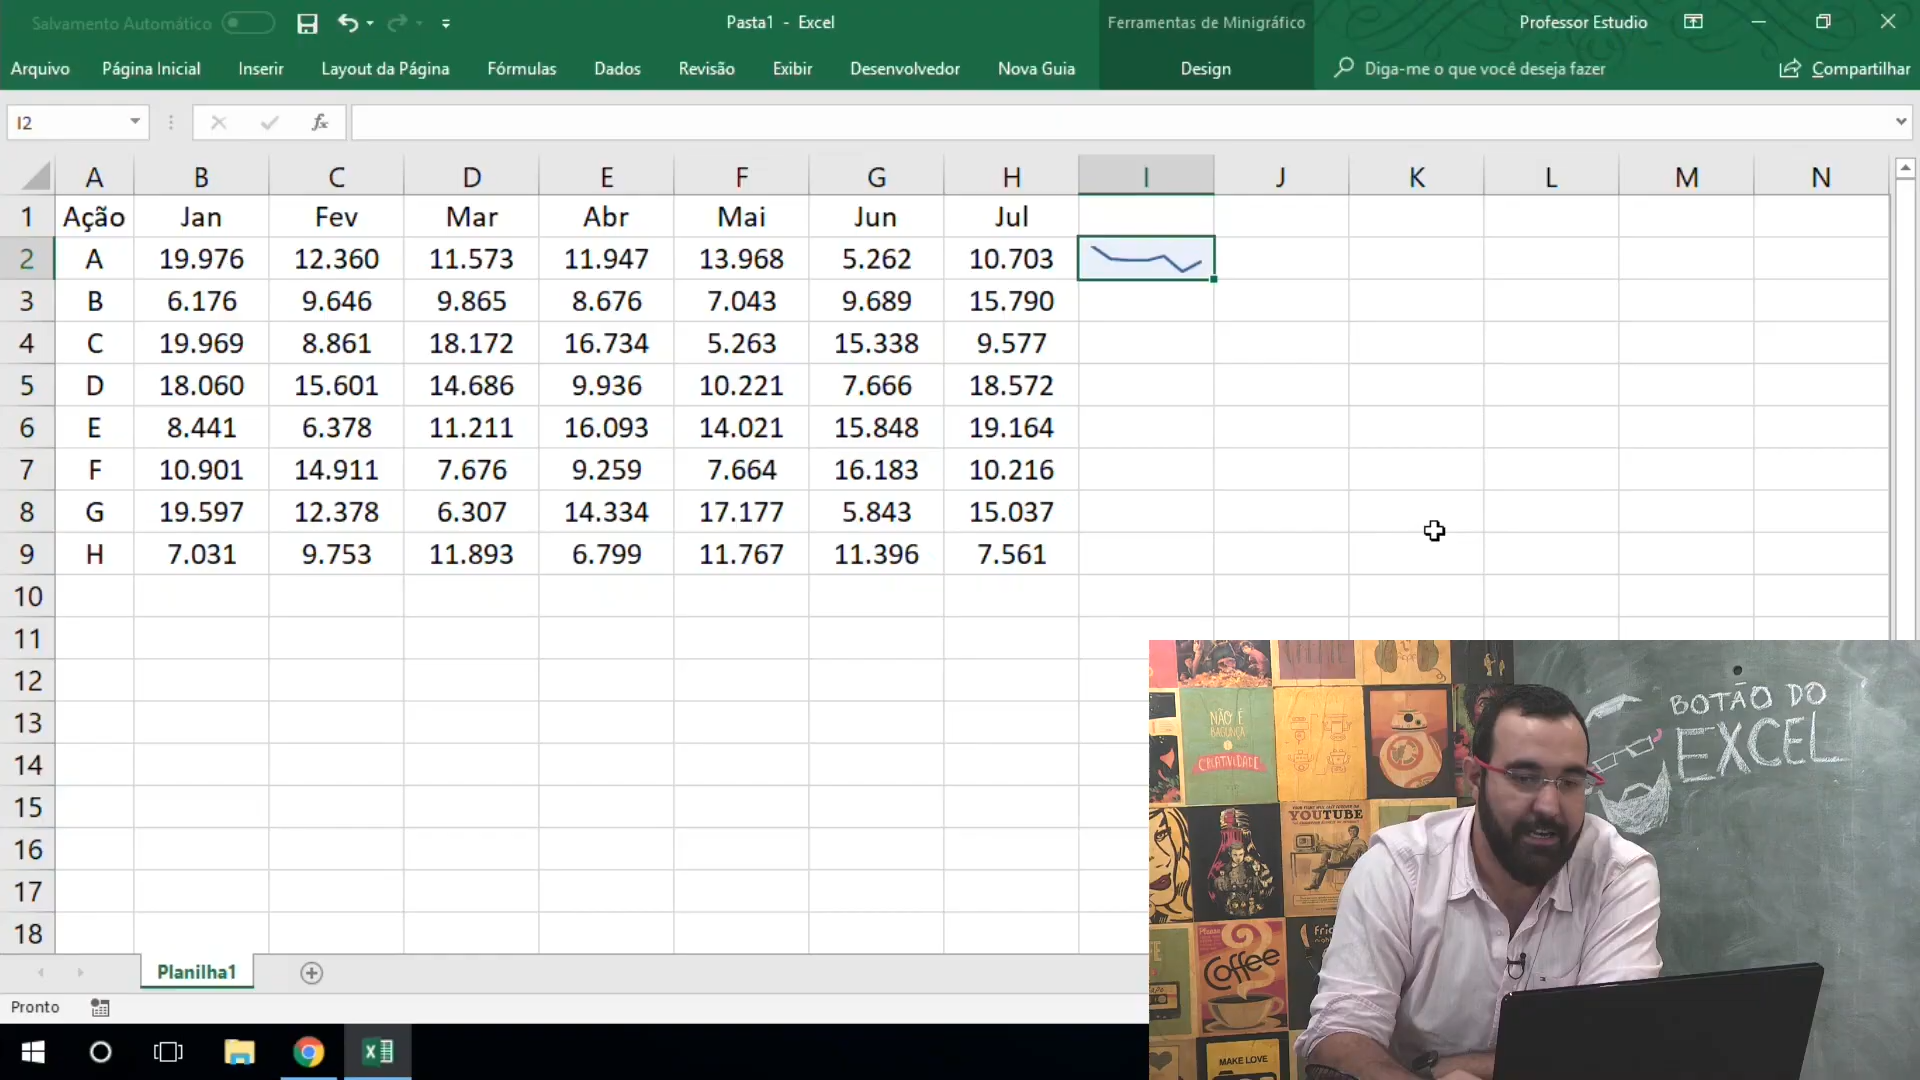 Salvamento Automático
Pasta1 - Excel
Ferramentas de Minigráfico
Professor Estudio
Arquivo Página Inicial Inserir Layout da Página Fórmulas Dados Revisão Exibir Desenvolvedor Nova Guia Design Diga-me o que você deseja fazer Compartilhar
I2 fx
A B C D E F G H I J K L M N
1 Ação Jan Fev Mar Abr Mai Jun Jul
2 A 19.976 12.360 11.573 11.947 13.968 5.262 10.703
3 B 6.176 9.646 9.865 8.676 7.043 9.689 15.790
4 C 19.969 8.861 18.172 16.734 5.263 15.338 9.577
5 D 18.060 15.601 14.686 9.936 10.221 7.666 18.572
6 E 8.441 6.378 11.211 16.093 14.021 15.848 19.164
7 F 10.901 14.911 7.676 9.259 7.664 16.183 10.216
8 G 19.597 12.378 6.307 14.334 17.177 5.843 15.037
9 H 7.031 9.753 11.893 6.799 11.767 11.396 7.561
10
11
12
13
14
15
16
17
18
Planilha1
Pronto
NÃO É
BAGUNÇA
É
CRIATIVIDADE
YOUTUBE
Coffee
MAKE LOVE
BOTÃO DO
EXCEL